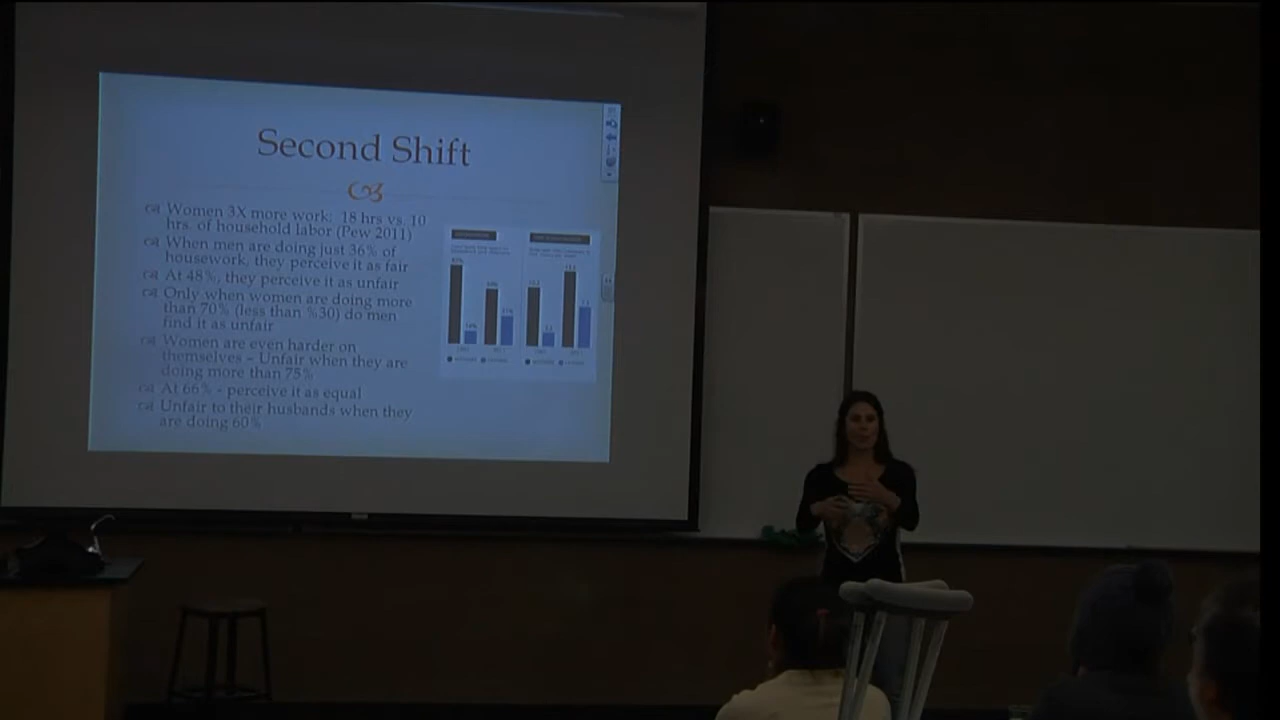 Second Shift
Women 3X more work: 18 hrs vs. 10
hrs. of household labor (Pew 2011)
When men are doing just 36% of
housework, they perceive it as fair
At 48%, they perceive it as unfair
Only when women are doing more
than 70% (less than %30) do men
find it as unfair
Women are even harder on
themselves – Unfair when they are
doing more than 75%
At 66% - perceive it as equal
Unfair to their husbands when they
are doing 60%